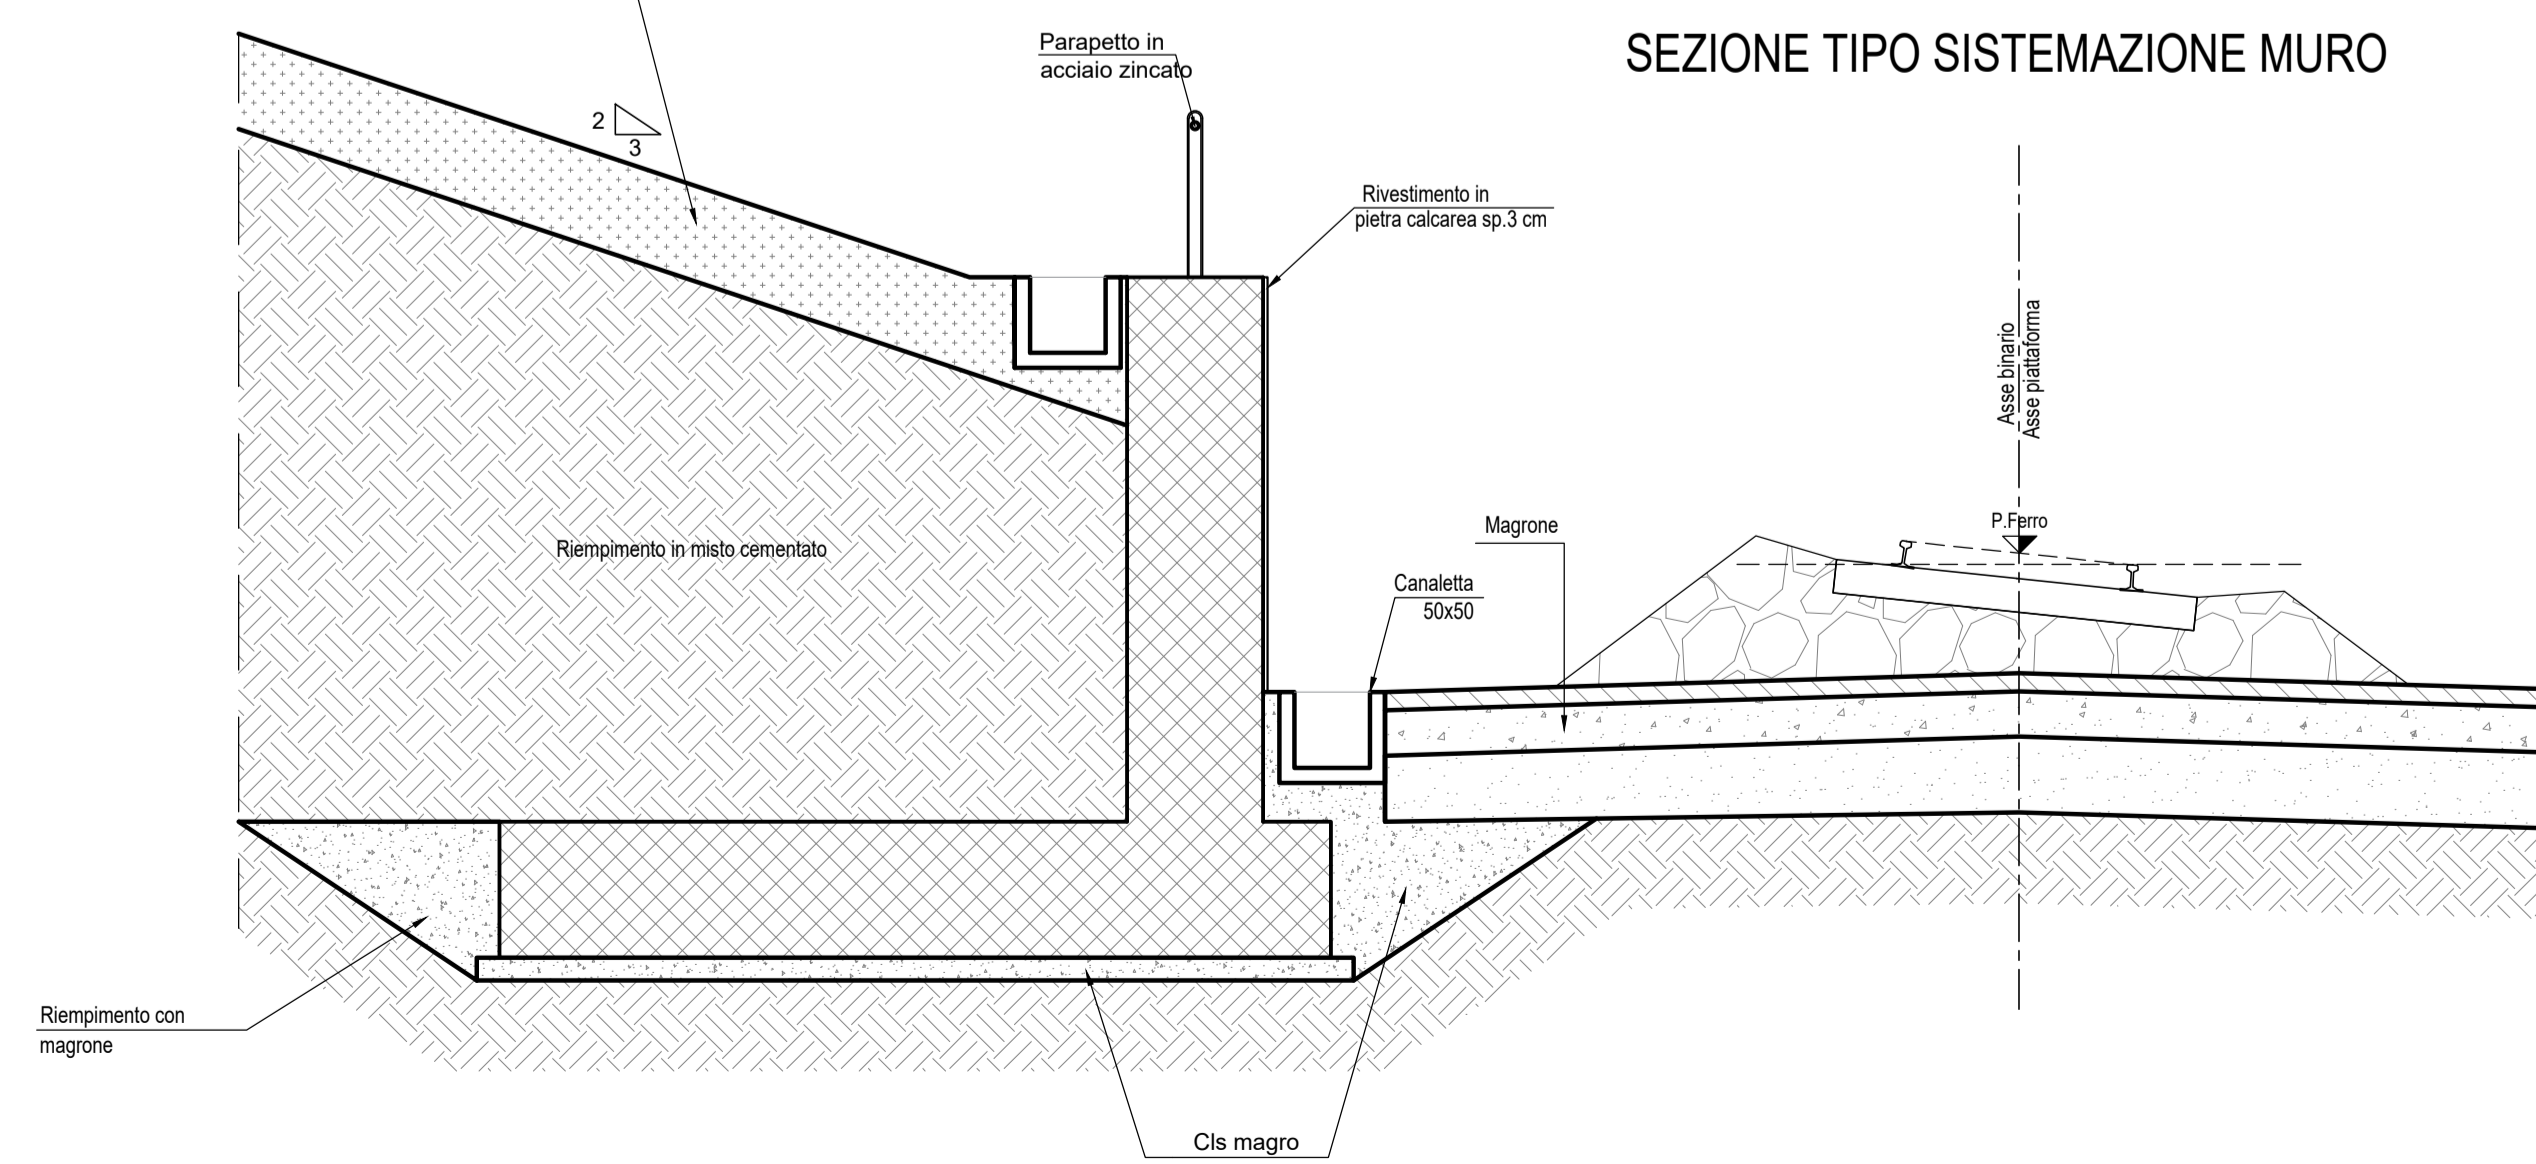 SEZIONE TIPO SISTEMAZIONE MURO
Parapetto in
acciaio zincato
2
3
Rivestimento in
pietra calcarea sp.3 cm
Asse binario
Asse piattaforma
P.Ferro
Magrone
Riempimento in misto cementato
Canaletta
50x50
Riempimento con
magrone
Cls magro